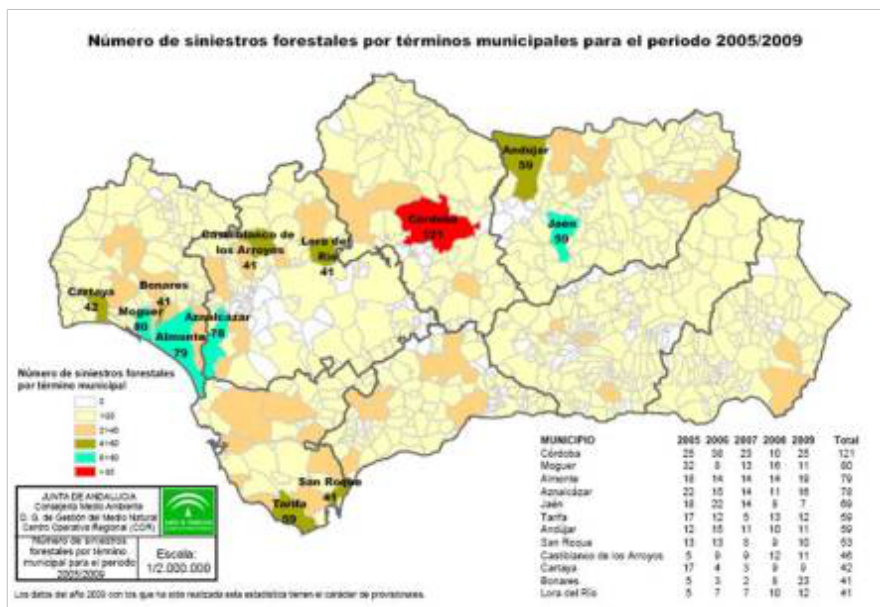 Número de siniestros forestales por términos municipales para el periodo 2005/2009
Andújar
59
Córdoba
121
Jaén
59
Castilblanco de
los Arroyos
41
Lora del
Río
41
Cartaya
42
Bonares
41
Moguer
80
Aznalcázar
78
Almonte
79
San Roque
41
Tarifa
59
Número de siniestros forestales
por término municipal
0
MUNICIPIO 2005 2006 2007 2008 2009 Total
Córdoba 25 38 23 10 25 121
Moguer 32 8 13 16 11 80
Almonte 18 14 14 14 19 79
Aznalcázar 22 15 14 11 16 78
Jaén 18 22 14 8 7 69
Tarifa 17 12 5 13 12 59
Andújar 12 15 11 10 11 59
San Roque 13 13 8 9 10 53
Castilblanco de los Arroyos 5 9 9 12 11 46
Cartaya 17 4 3 9 9 42
Bonares 5 3 2 8 23 41
Lora del Río 5 7 7 10 12 41
JUNTA DE ANDALUCIA
Consejería Medio Ambiente
D. G. de Gestión del Medio Natural
Centro Operativo Regional (COR)
Número de siniestros
forestales por término
municipal para el periodo
2005/2009
Escala:
1/2.000.000
Los datos del año 2009 con los que ha sido realizada esta estadística tienen el carácter de provisionales.